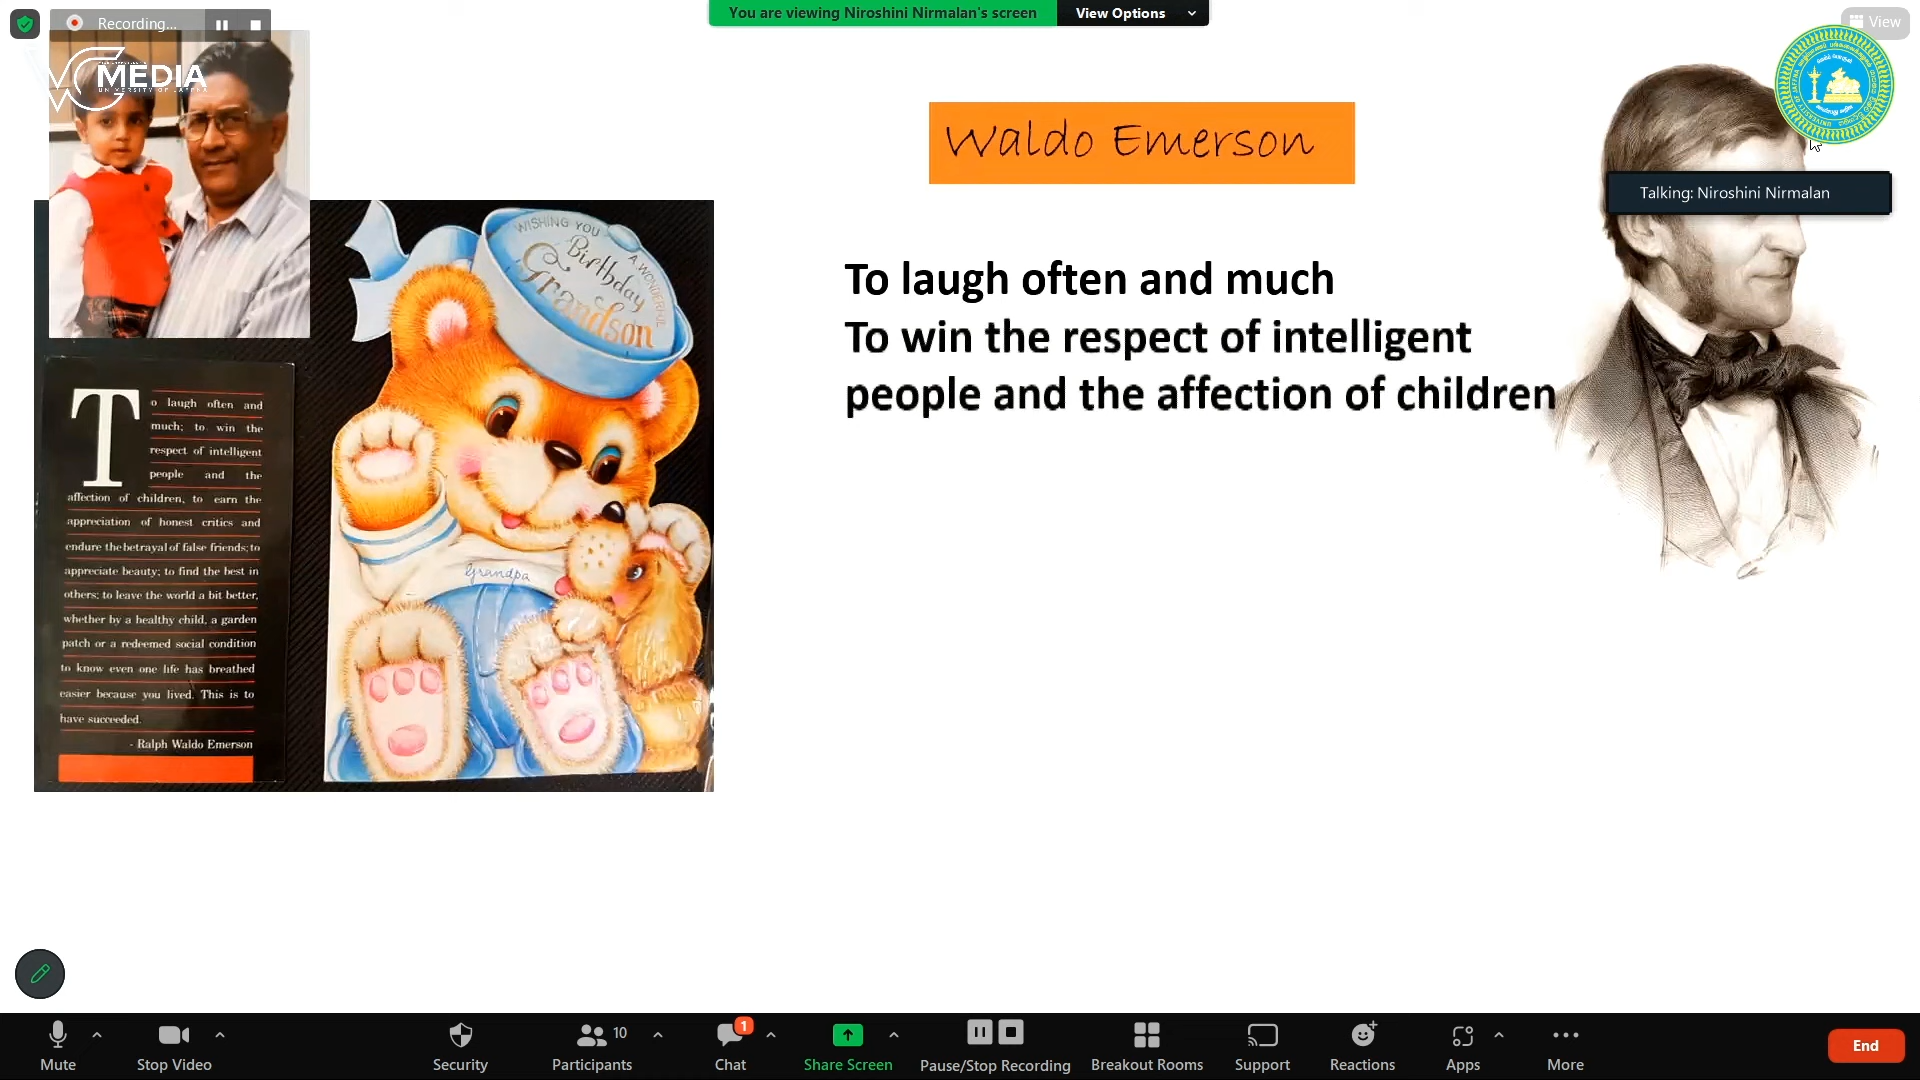 Recording...
You are viewing Niroshini Nirmalan's screen
View Options
View
MEDIA
UNIVERSITY OF JAFFNA
Waldo Emerson
Talking: Niroshini Nirmalan
To laugh often and much
To win the respect of intelligent
people and the affection of children
WISHING YOU
A WONDERFUL
Birthday
Grandson
Grandpa
To laugh often and
much; to win the
respect of intelligent
people and the
affection of children, to earn the
appreciation of honest critics and
endure the betrayal of false friends; to
appreciate beauty; to find the best in
others; to leave the world a bit better,
whether by a healthy child, a garden
patch or a redeemed social condition
to know even one life has breathed
easier because you lived. This is to
have succeeded.
- Ralph Waldo Emerson
Mute
Stop Video
Security
10
Participants
1
Chat
Share Screen
Pause/Stop Recording
Breakout Rooms
Support
Reactions
Apps
More
End